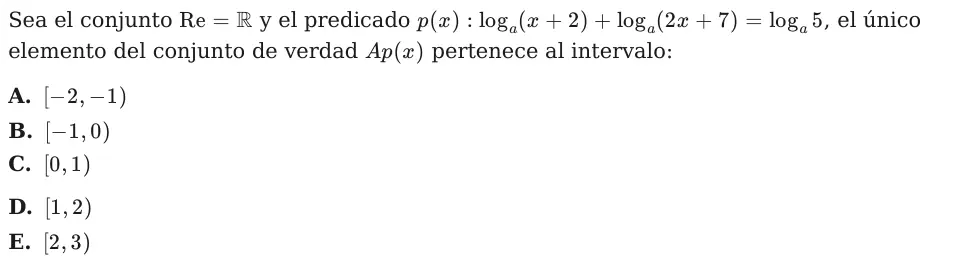 Sea el conjunto Re = ℝ y el predicado p(x) : logₐ(x + 2) + logₐ(2x + 7) = logₐ 5, el único
elemento del conjunto de verdad Ap(x) pertenece al intervalo:
A. [−2, −1)
B. [−1, 0)
C. [0, 1)
D. [1, 2)
E. [2, 3)